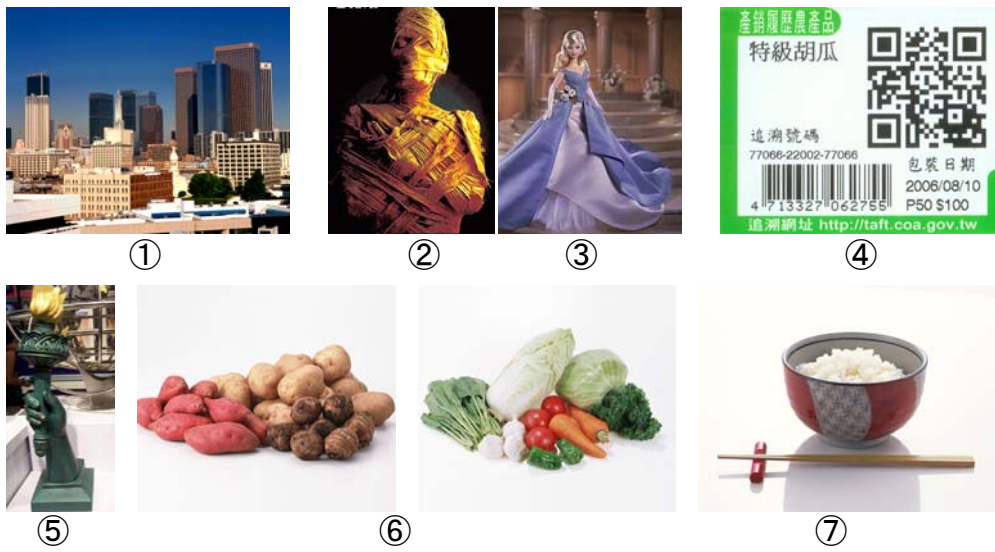 ①
②
③
產銷履歷農產品
特級胡瓜
追溯號碼
77066-22002-77066
4 713327 062755
包裝日期
2006/08/10
P50 $100
追溯網址 http://taft.coa.gov.tw
④
⑤
⑥
⑦